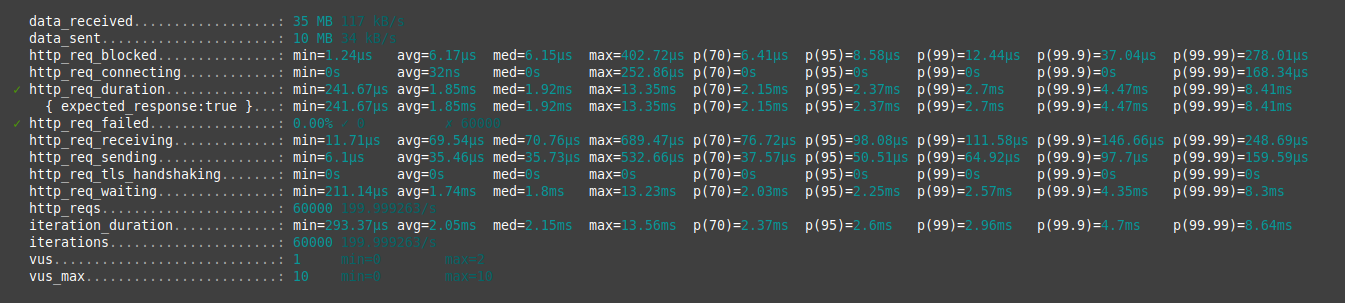 data_received..................: 35 MB 117 kB/s
data_sent......................: 10 MB 34 kB/s
http_req_blocked...............: min=1.24µs avg=6.17µs med=6.15µs max=402.72µs p(70)=6.41µs p(95)=8.58µs p(99)=12.44µs p(99.9)=37.04µs p(99.99)=278.01µs
http_req_connecting............: min=0s avg=32ns med=0s max=252.86µs p(70)=0s p(95)=0s p(99)=0s p(99.9)=0s p(99.99)=168.34µs
✓ http_req_duration..............: min=241.67µs avg=1.85ms med=1.92ms max=13.35ms p(70)=2.15ms p(95)=2.37ms p(99)=2.7ms p(99.9)=4.47ms p(99.99)=8.41ms
{ expected_response:true }...: min=241.67µs avg=1.85ms med=1.92ms max=13.35ms p(70)=2.15ms p(95)=2.37ms p(99)=2.7ms p(99.9)=4.47ms p(99.99)=8.41ms
✓ http_req_failed................: 0.00% ✓ 0 ✗ 60000
http_req_receiving.............: min=11.71µs avg=69.54µs med=70.76µs max=689.47µs p(70)=76.72µs p(95)=98.08µs p(99)=111.58µs p(99.9)=146.66µs p(99.99)=248.69µs
http_req_sending...............: min=6.1µs avg=35.46µs med=35.73µs max=532.66µs p(70)=37.57µs p(95)=50.51µs p(99)=64.92µs p(99.9)=97.7µs p(99.99)=159.59µs
http_req_tls_handshaking.......: min=0s avg=0s med=0s max=0s p(70)=0s p(95)=0s p(99)=0s p(99.9)=0s p(99.99)=0s
http_req_waiting...............: min=211.14µs avg=1.74ms med=1.8ms max=13.23ms p(70)=2.03ms p(95)=2.25ms p(99)=2.57ms p(99.9)=4.35ms p(99.99)=8.3ms
http_reqs......................: 60000 199.999263/s
iteration_duration.............: min=293.37µs avg=2.05ms med=2.15ms max=13.56ms p(70)=2.37ms p(95)=2.6ms p(99)=2.96ms p(99.9)=4.7ms p(99.99)=8.64ms
iterations.....................: 60000 199.999263/s
vus............................: 1 min=0 max=2
vus_max........................: 10 min=10 max=10